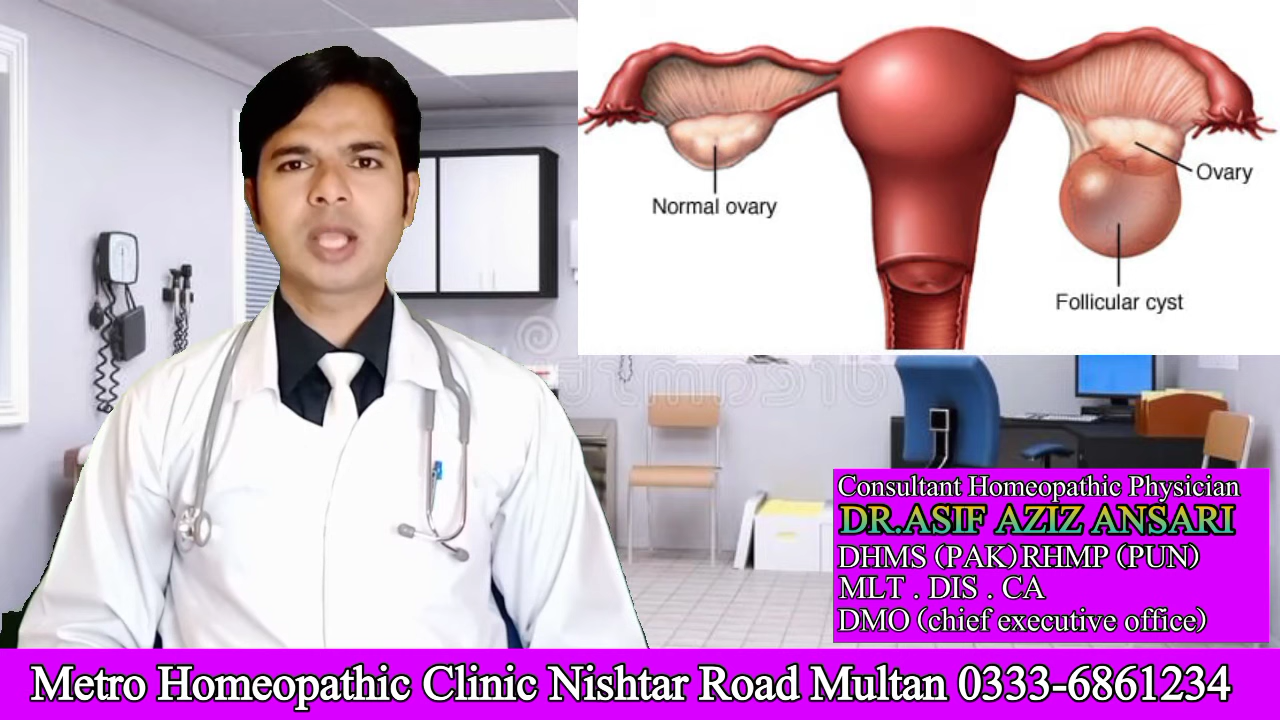 Normal ovary
Ovary
Follicular cyst
Consultant Homeopathic Physician
DR.ASIF AZIZ ANSARI
DHMS (PAK) RHMP (PUN)
MLT . DIS . CA
DMO (chief executive office)
Metro Homeopathic Clinic Nishtar Road Multan 0333-6861234